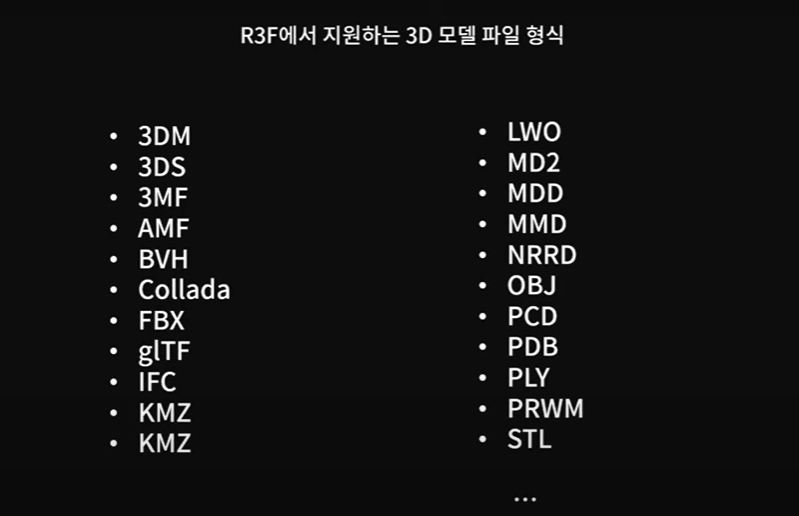 R3F에서 지원하는 3D 모델 파일 형식
• 3DM
• 3DS
• 3MF
• AMF
• BVH
• Collada
• FBX
• glTF
• IFC
• KMZ
• KMZ
• LWO
• MD2
• MDD
• MMD
• NRRD
• OBJ
• PCD
• PDB
• PLY
• PRWM
• STL
...